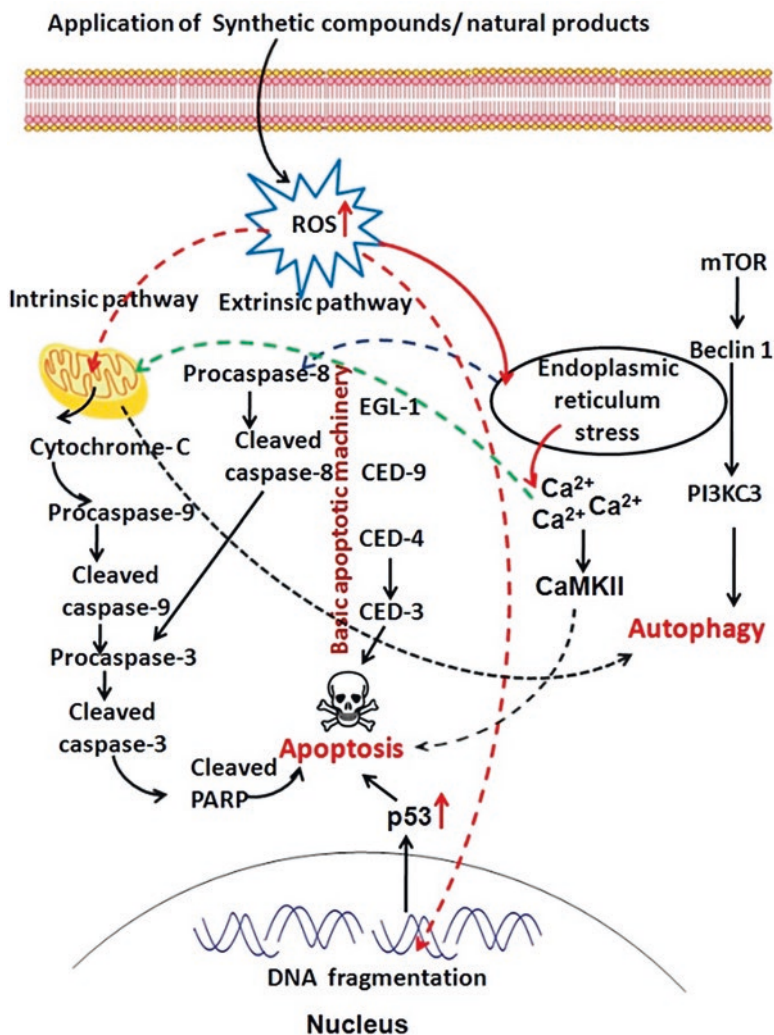 Application of Synthetic compounds/ natural products
ROS
Intrinsic pathway
Extrinsic pathway
mTOR
Beclin 1
PI3KC3
Autophagy
Endoplasmic
reticulum
stress
Ca2+
Ca2+ Ca2+
CaMKII
Procaspase-8
Cleaved
caspase-8
Basic apoptotic machinery
EGL-1
CED-9
CED-4
CED-3
Cytochrome-C
Procaspase-9
Cleaved
caspase-9
Procaspase-3
Cleaved
caspase-3
Cleaved
PARP
Apoptosis
p53
DNA fragmentation
Nucleus